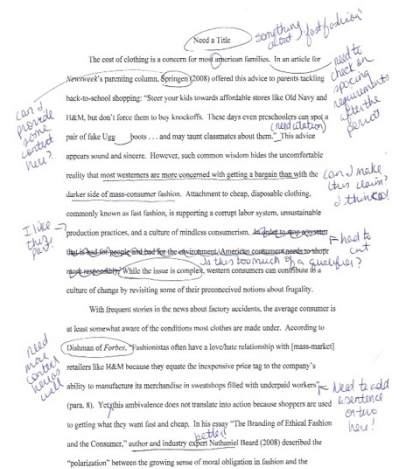 Need a Title
something about "fast fashion"
The cost of clothing is a concern for most american families. In an article for
Newsweek's parenting column, Springen (2008) offered this advice to parents tackling
back-to-school shopping: "Steer your kids towards affordable stores like Old Navy and
H&M, but don't force them to buy knockoffs. These days even preschoolers can spot a
(need citation)
pair of fake Ugg boots . . . and may taunt classmates about them." This advice
appears sound and sincere. However, such common wisdom hides the uncomfortable
reality that most westerners are more concerned with getting a bargain than with the
darker side of mass-consumer fashion. Attachment to cheap, disposable clothing,
commonly known as fast fashion, is supporting a corrupt labor system, unsustainable
production practices, and a culture of mindless consumerism. In order to stop
that is bad for people and bad for the environment, American consumers needs to shop
more responsibly. While the issue is complex, western consumers can contribute to a
culture of change by revisiting some of their preconceived notions about frugality.
need to check on spacing requirements after the period
can I provide some context here?
can I make this claim? I think so!
I like this part!
had to cut
Is this too much of a qualifier?
With frequent stories in the news about factory accidents, the average consumer is
at least somewhat aware of the conditions most clothes are made under. According to
Dishman of Forbes, "Fashionistas often have a love/hate relationship with [mass-market]
retailers like H&M because they equate the inexpensive price tag to the company's
ability to manufacture its merchandise in sweatshops filled with underpaid workers"
(para. 8). Yet, this ambivalence does not translate into action because shoppers are used
to getting what they want fast and cheap. In his essay "The Branding of Ethical Fashion
better!
and the Consumer," author and industry expert Nathaniel Beard (2008) described the
"polarization" between the growing sense of moral obligation in fashion and the
need more context here as well
Need to add a sentence or two here!